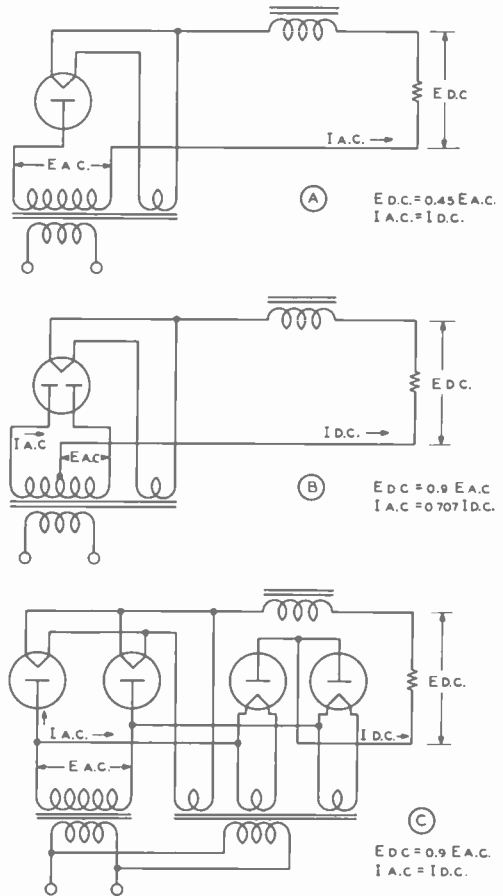 E D.C.
I A.C.
E A.C.
A
E D.C. = 0.45 E A.C.
I A.C. = I D.C.
E D C.
I A.C
E A.C
I D.C.
B
E D C = 0.9 E A.C
I A.C = 0.707 I D.C.
E D.C.
I A.C.
I D.C.
E A.C.
C
E D C = 0.9 E A.C.
I A.C = I D.C.